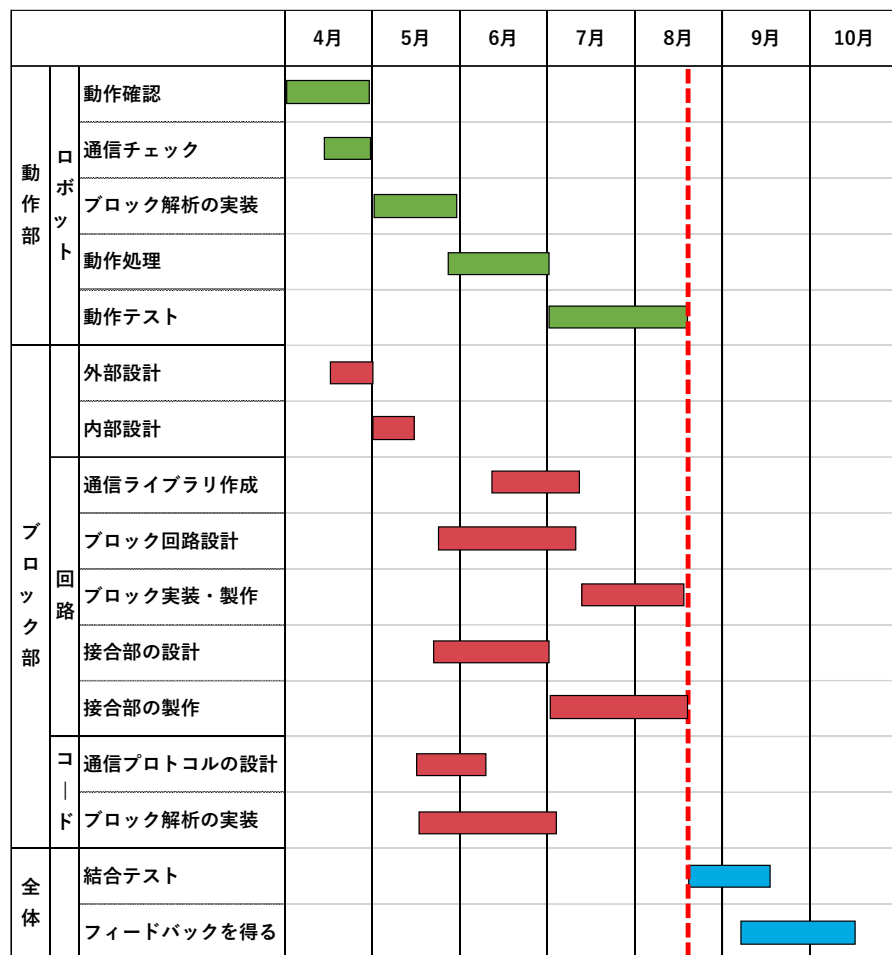 4月 5月 6月 7月 8月 9月 10月
動作部
ロボット
動作確認
通信チェック
ブロック解析の実装
動作処理
動作テスト
ブロック部
外部設計
内部設計
回路
通信ライブラリ作成
ブロック回路設計
ブロック実装・製作
接合部の設計
接合部の製作
コード
通信プロトコルの設計
ブロック解析の実装
全体
結合テスト
フィードバックを得る